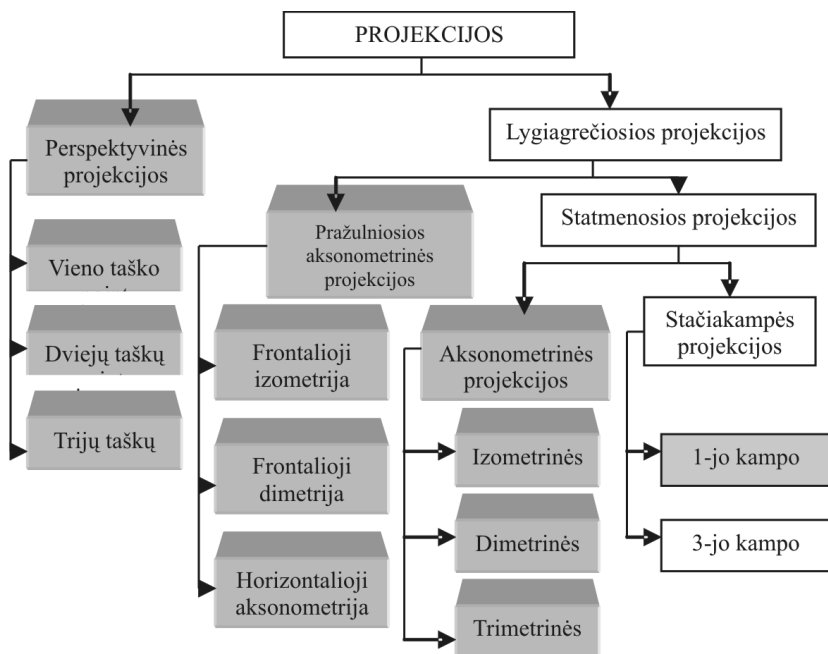 PROJEKCIJOS
Perspektyvinės
projekcijos
Lygiagrečiosios projekcijos
Pražulniosios
aksonometrinės
projekcijos
Statmenosios projekcijos
Vieno taško
Dviejų taškų
Trijų taškų
Frontalioji
izometrija
Frontalioji
dimetrija
Horizontalioji
aksonometrija
Aksonometrinės
projekcijos
Stačiakampės
projekcijos
Izometrinės
Dimetrinės
Trimetrinės
1-jo kampo
3-jo kampo